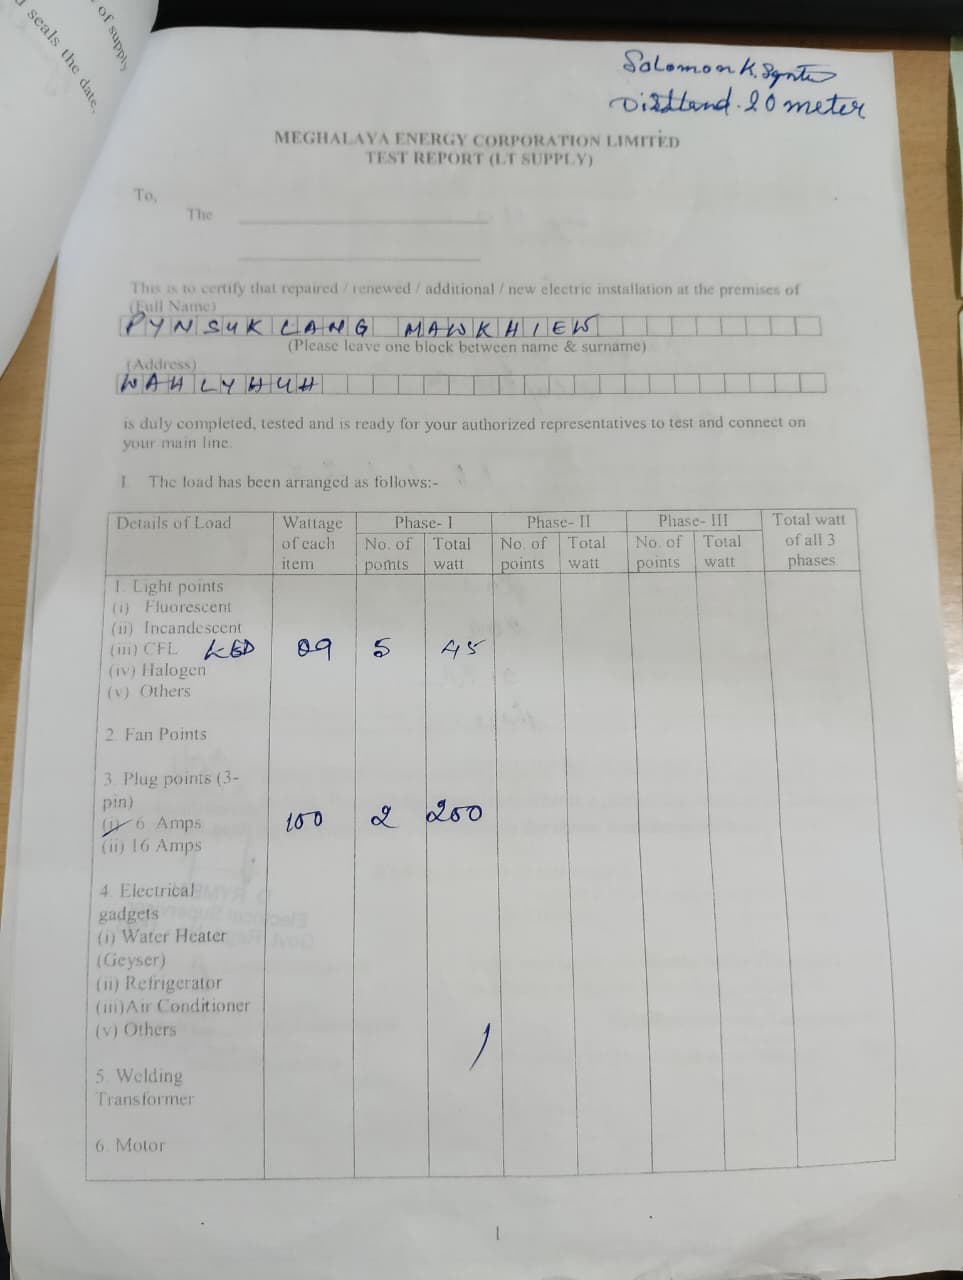 of supply
seals the date.
Solomon K. Synte
Disttand. 20 meter
MEGHALAYA ENERGY CORPORATION LIMITED
TEST REPORT (LT SUPPLY)
To,
The
This is to certify that repaired / renewed / additional / new electric installation at the premises of
(Full Name)
PYNSUKLANG MAWKHIEW
(Please leave one block between name & surname)
(Address)
WAHLYHUH
is duly completed, tested and is ready for your authorized representatives to test and connect on
your main line.
I. The load has been arranged as follows:-
Details of Load Wattage of each item Phase- I Phase- II Phase- III Total watt of all 3 phases
No. of points Total watt No. of points Total watt No. of points Total watt
1. Light points
(i) Fluorescent
(ii) Incandescent
(iii) CFL LED 09 5 45
(iv) Halogen
(v) Others
2. Fan Points
3. Plug points (3-
pin)
(i) 6 Amps 100 2 200
(ii) 16 Amps
4. Electrical
gadgets
(i) Water Heater
(Geyser)
(ii) Refrigerator
(iii)Air Conditioner
(v) Others
5. Welding
Transformer
6. Motor
1